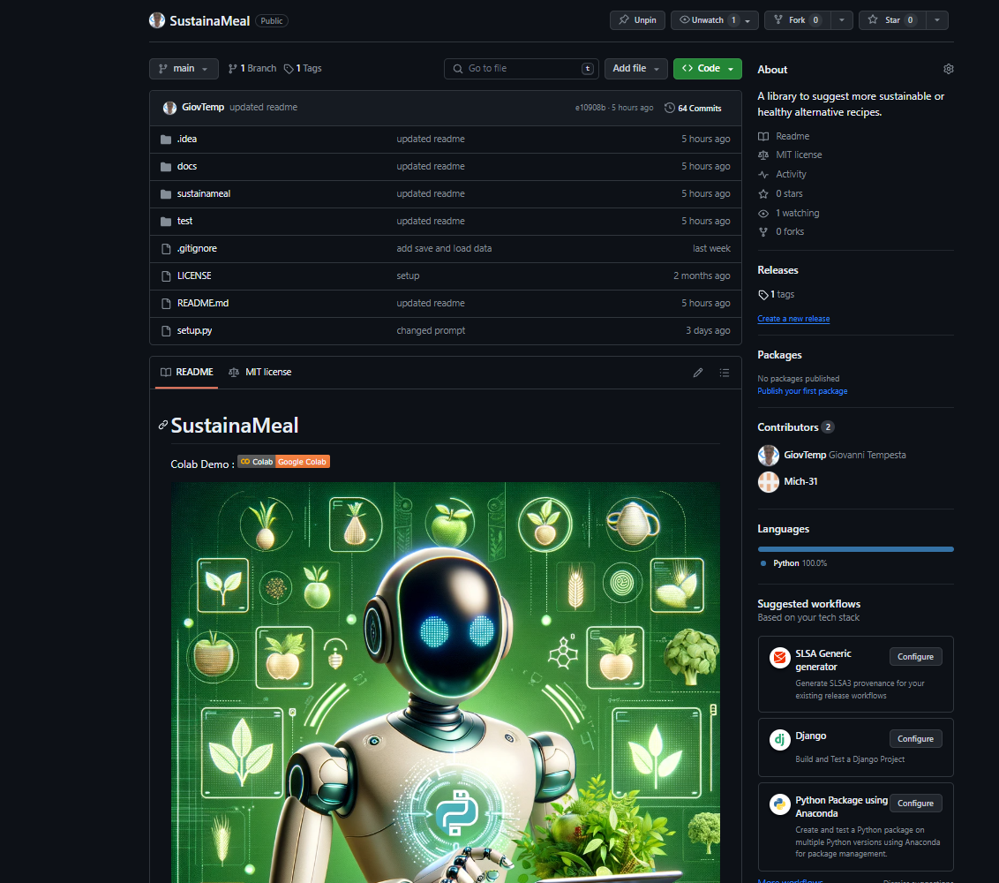 SustainaMeal Public
Unpin
Unwatch 1
Fork 0
Star 0
main
1 Branch
1 Tags
Go to file t
Add file
Code
GiovTemp updated readme
e10908b · 5 hours ago
64 Commits
.idea updated readme 5 hours ago
docs updated readme 5 hours ago
sustainameal updated readme 5 hours ago
test updated readme 5 hours ago
.gitignore add save and load data last week
LICENSE setup 2 months ago
README.md updated readme 5 hours ago
setup.py changed prompt 3 days ago
README
MIT license
SustainaMeal
Colab Demo : Colab Google Colab
About
A library to suggest more sustainable or
healthy alternative recipes.
Readme
MIT license
Activity
0 stars
1 watching
0 forks
Releases
1 tags
Create a new release
Packages
No packages published
Publish your first package
Contributors 2
GiovTemp Giovanni Tempesta
Mich-31
Languages
Python 100.0%
Suggested workflows
Based on your tech stack
SLSA Generic
generator
Configure
Generate SLSA3 provenance for your
existing release workflows
dj
Django
Configure
Build and Test a Django Project
Python Package using
Anaconda
Configure
Create and test a Python package on
multiple Python versions using Anaconda
for package management.
More workflows
Dismiss suggestions